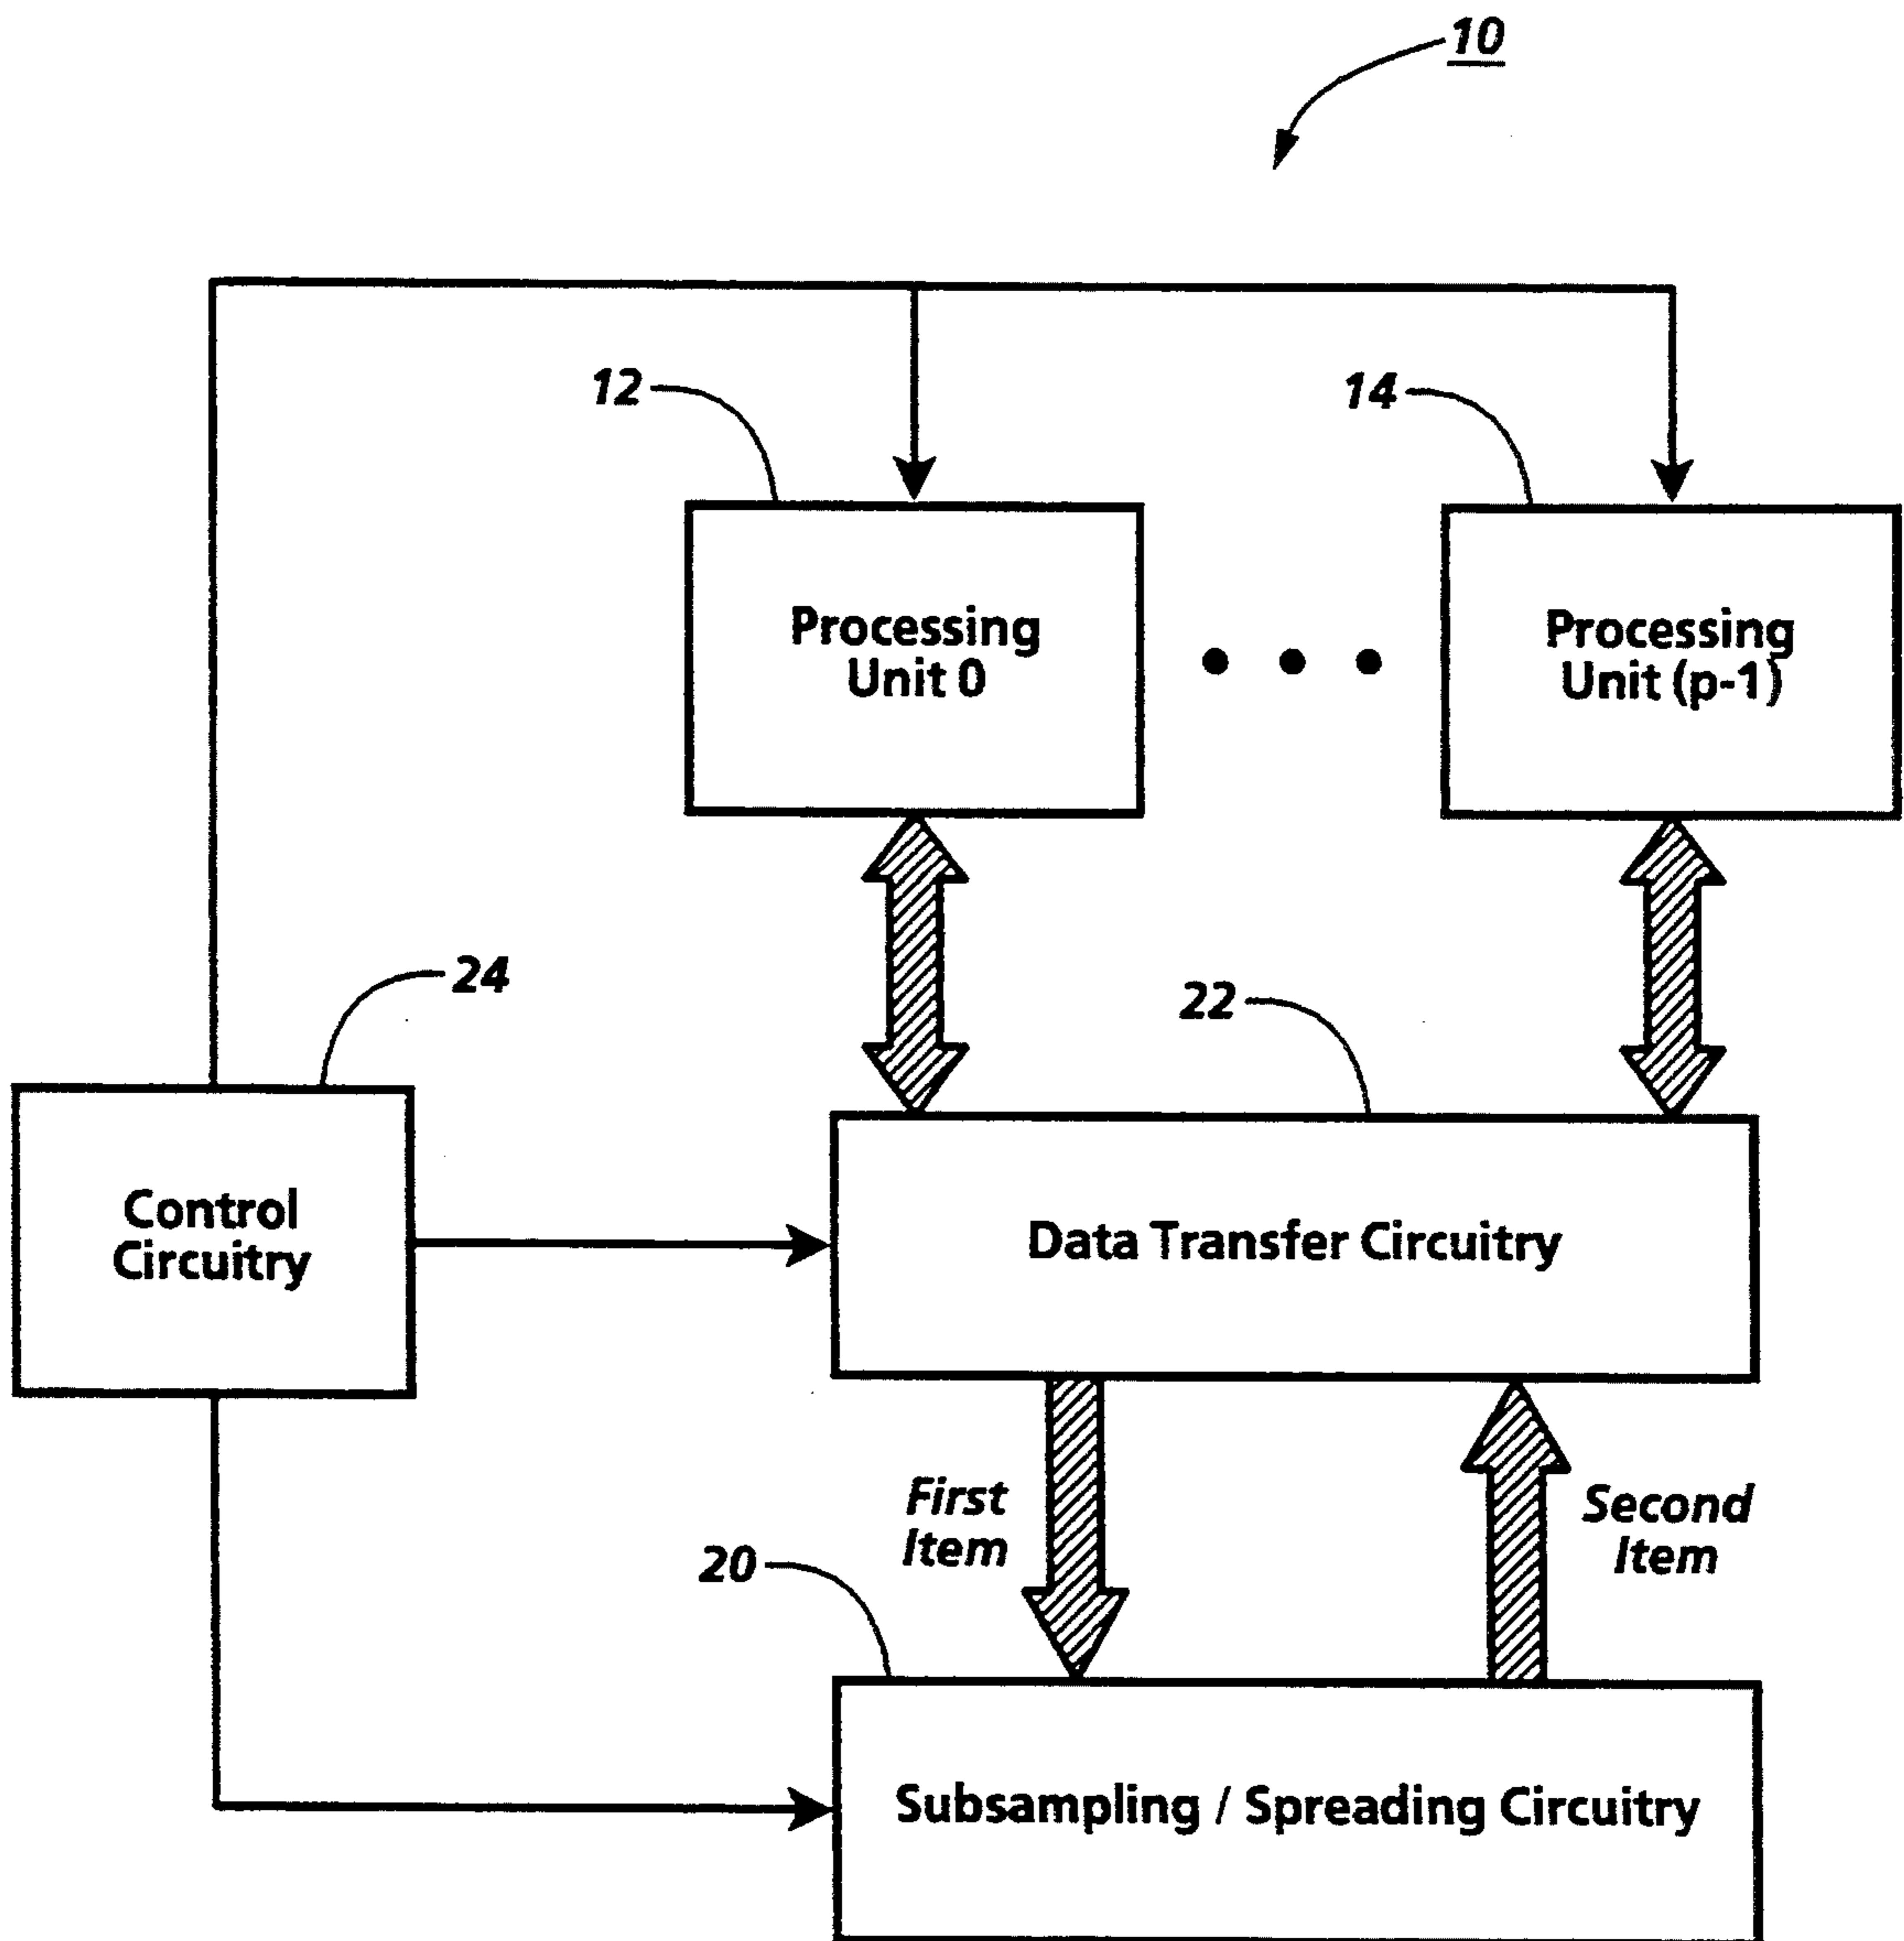 10
12
14
Processing
Unit 0
Processing
Unit (p-1)
24
22
Control
Circuitry
Data Transfer Circuitry
First
Item
Second
Item
20
Subsampling / Spreading Circuitry